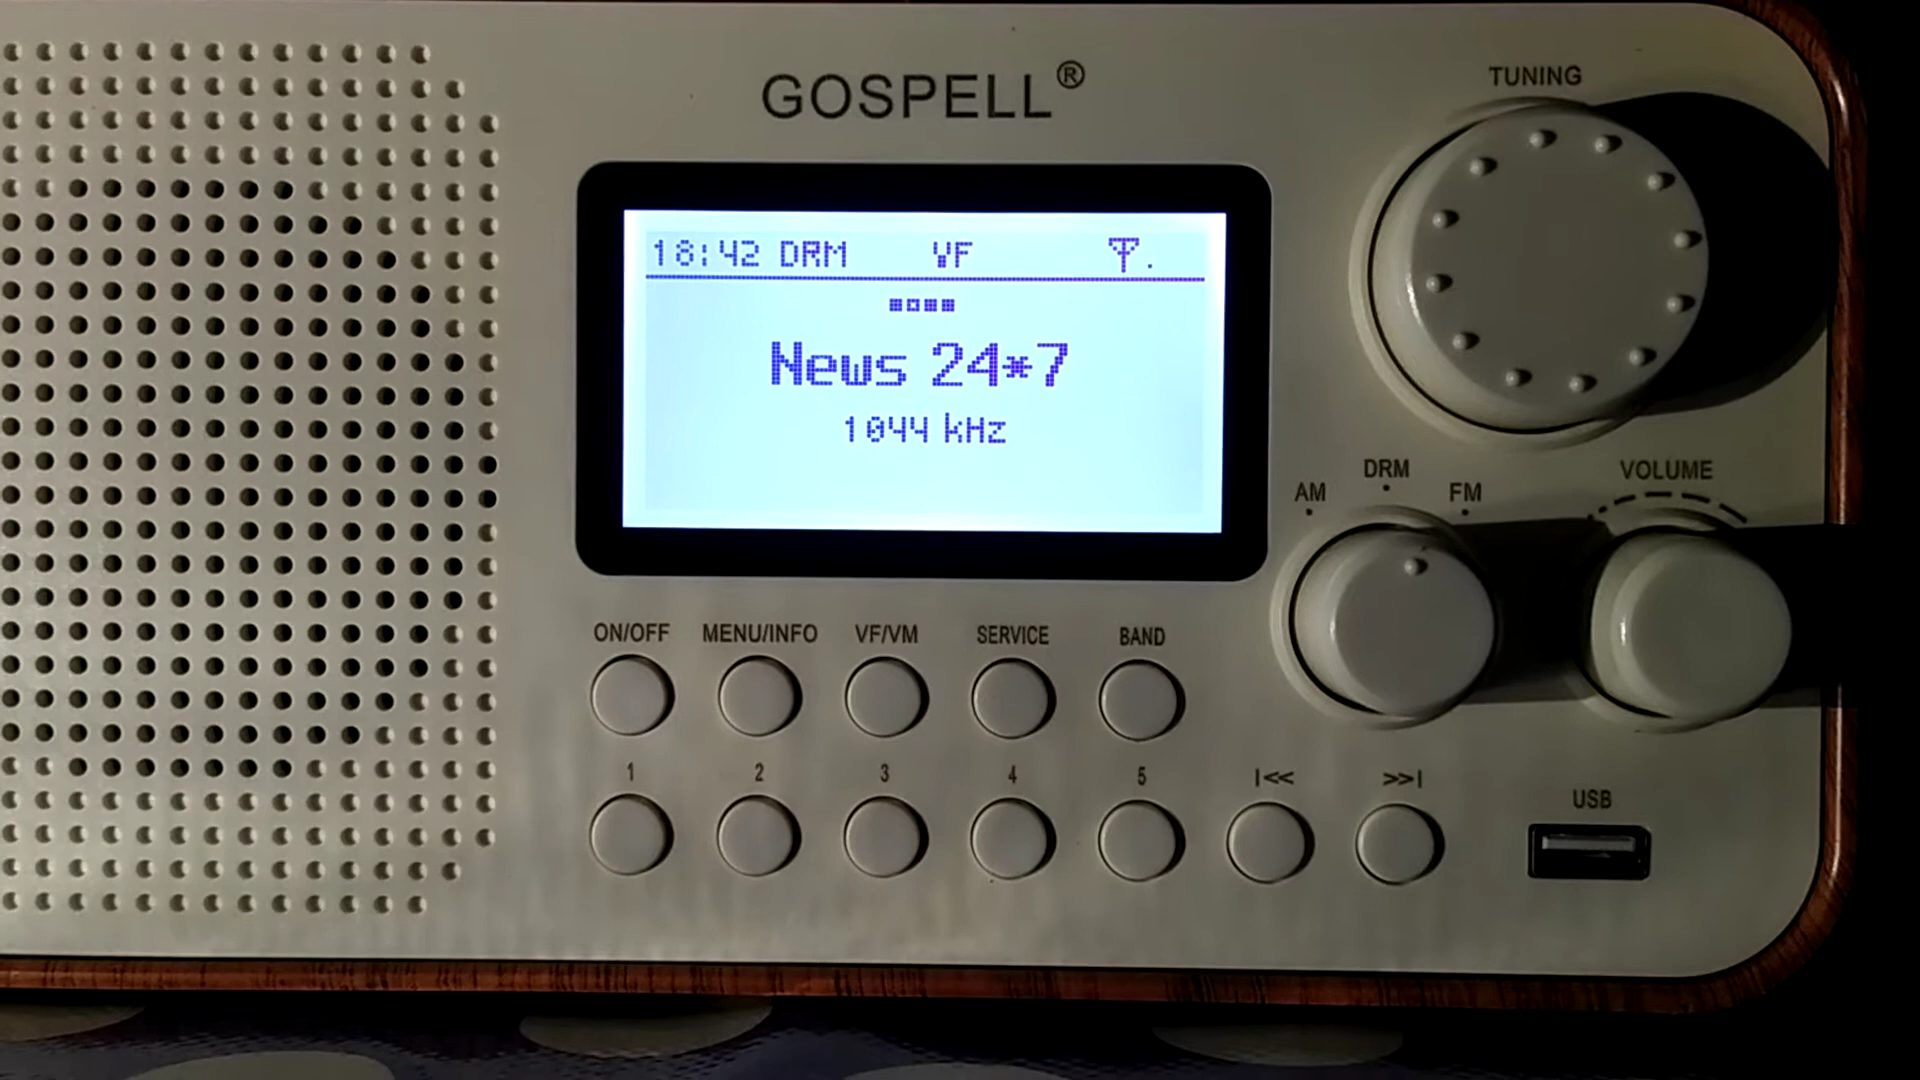 GOSPELL®
TUNING
18:42 DRM VF
News 24*7
1044 kHz
AM DRM FM
VOLUME
ON/OFF MENU/INFO VF/VM SERVICE BAND
1 2 3 4 5 |<< >>|
USB